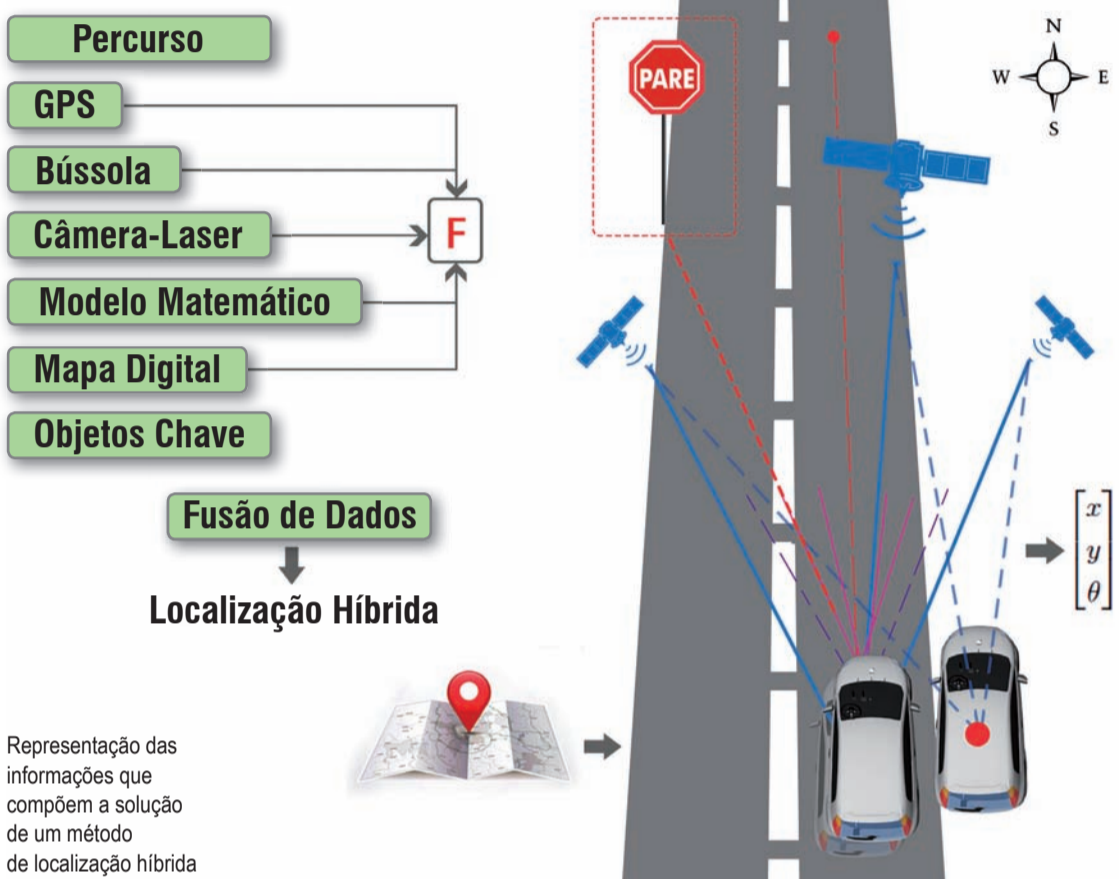 Percurso
GPS
Bússola
Câmera-Laser
Modelo Matemático
Mapa Digital
Objetos Chave
F
Fusão de Dados
Localização Híbrida
Representação das
informações que
compõem a solução
de um método
de localização híbrida
PARE
N
W E
S
x
y
θ